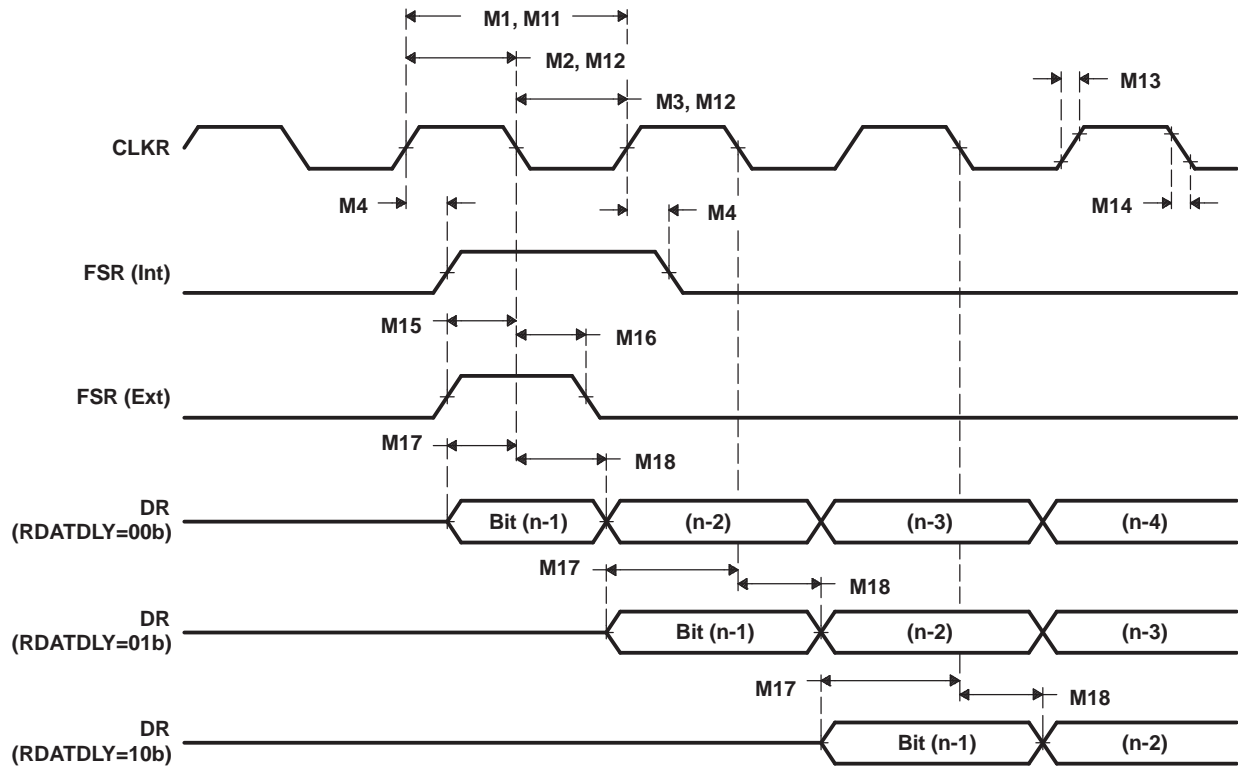 M1, M11
M2, M12
M13
M3, M12
CLKR
M4
M4
M14
FSR (Int)
M15
M16
FSR (Ext)
M17
M18
DR
(RDATDLY=00b)
Bit (n-1)
(n-2)
(n-3)
(n-4)
M17
M18
DR
(RDATDLY=01b)
Bit (n-1)
(n-2)
(n-3)
M17
M18
DR
(RDATDLY=10b)
Bit (n-1)
(n-2)